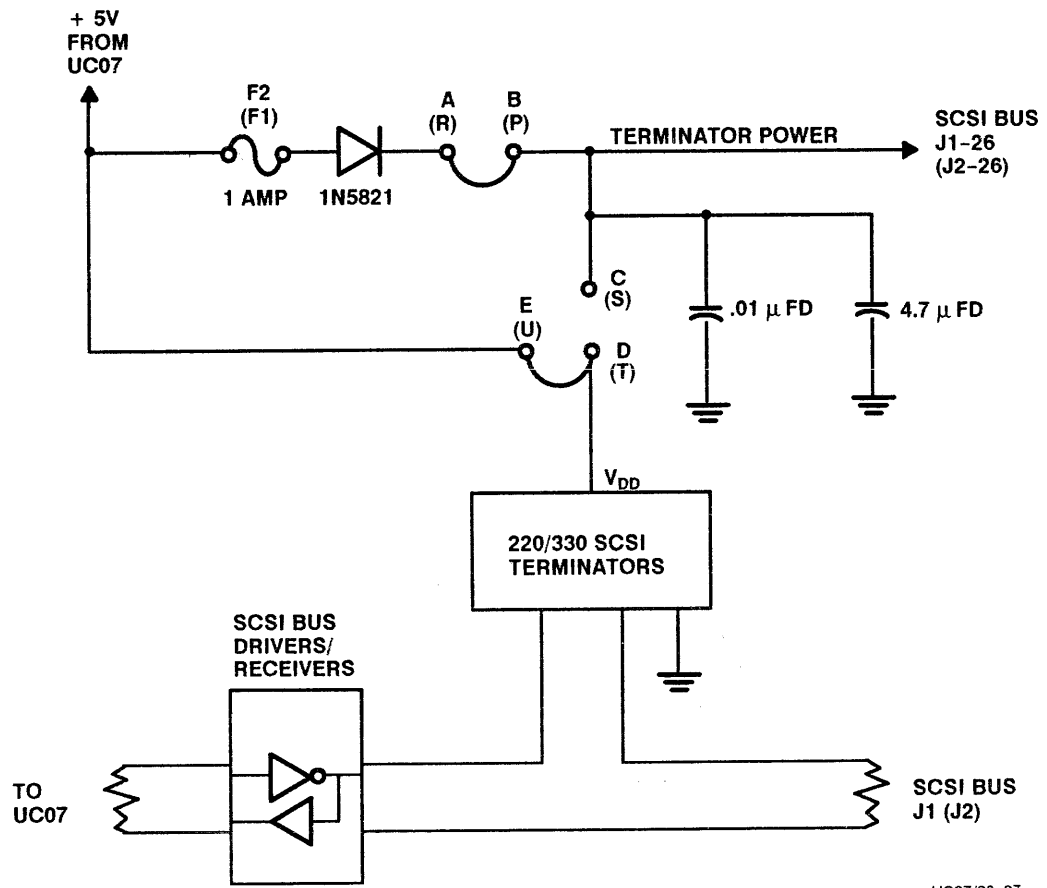 + 5V
FROM
UC07
F2
(F1)
1 AMP
1N5821
A
(R)
B
(P)
TERMINATOR POWER
SCSI BUS
J1-26
(J2-26)
C
(S)
E
(U)
D
(T)
.01 µ FD
4.7 µ FD
VDD
220/330 SCSI
TERMINATORS
SCSI BUS
DRIVERS/
RECEIVERS
TO
UC07
SCSI BUS
J1 (J2)